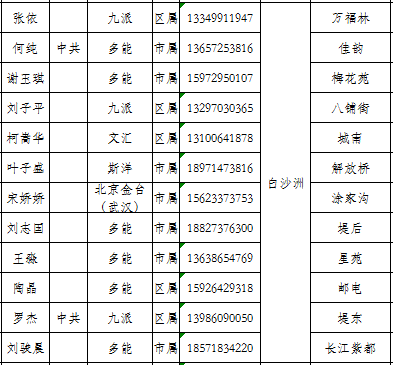 张依 九派 区属 13349911947 万福林
何纯 中共 多能 市属 13657253816 佳韵
谢玉琪 多能 市属 15972950107 梅花苑
刘子平 九派 区属 13297030365 八铺街
柯嵩华 文汇 区属 13100641878 城南
叶子盛 斯洋 市属 18971473816 解放桥
白沙洲
宋娇娇 北京金台（武汉） 市属 15623373753 涂家沟
刘志国 多能 市属 18827376300 堤后
王薇 多能 市属 13638654769 星苑
陶晶 多能 区属 15926429318 邮电
罗杰 中共 九派 区属 13986090050 堤东
刘骏晨 多能 市属 18571834220 长江紫都